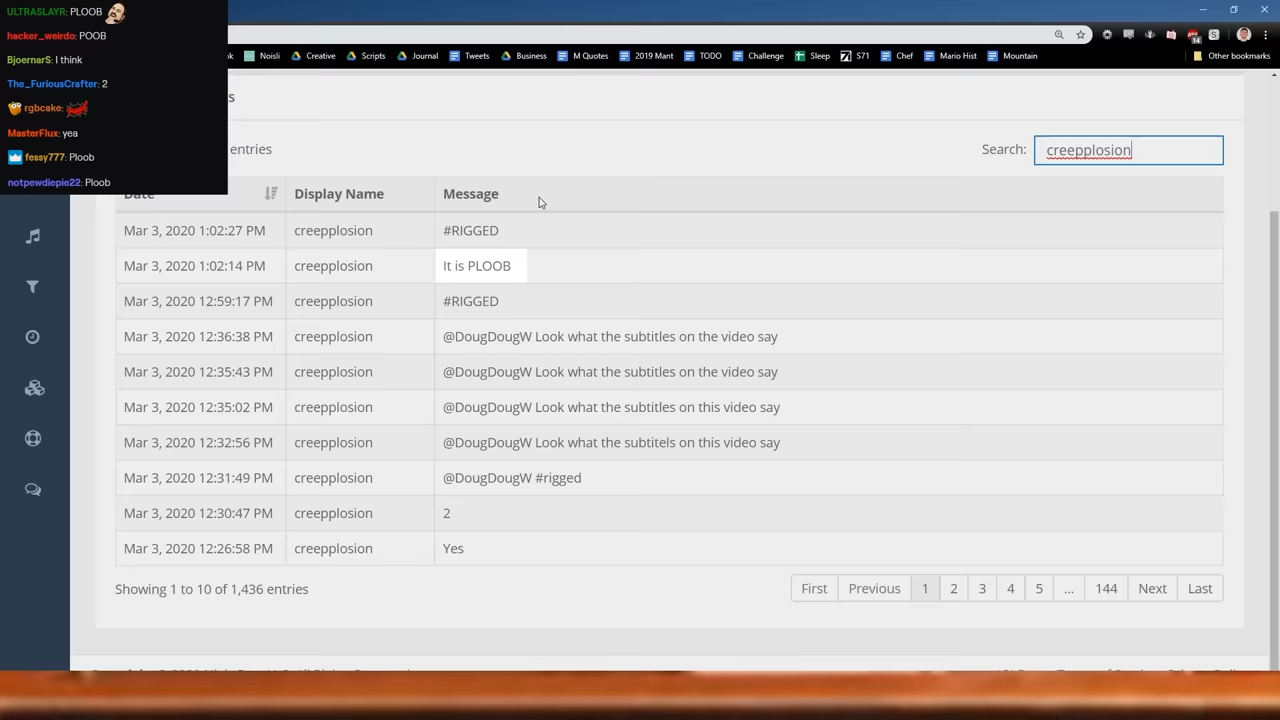 ULTRASLAYR: PLOOB
hacker_weirdo: POOB
BjoernarS: I think
The_FuriousCrafter: 2
rgbcake:
MasterFlux: yea
fessy777: Ploob
notpewdiepie22: Ploob
Noisli Creative Scripts Journal Tweets Business M Quotes 2019 Mant TODO Challenge Sleep S71 Chef Mario Hist Mountain Other bookmarks
entries Search: creepplosion
Date Display Name Message
Mar 3, 2020 1:02:27 PM creepplosion #RIGGED
Mar 3, 2020 1:02:14 PM creepplosion It is PLOOB
Mar 3, 2020 12:59:17 PM creepplosion #RIGGED
Mar 3, 2020 12:36:38 PM creepplosion @DougDougW Look what the subtitles on the video say
Mar 3, 2020 12:35:43 PM creepplosion @DougDougW Look what the subtitles on the video say
Mar 3, 2020 12:35:02 PM creepplosion @DougDougW Look what the subtitles on this video say
Mar 3, 2020 12:32:56 PM creepplosion @DougDougW Look what the subtitels on this video say
Mar 3, 2020 12:31:49 PM creepplosion @DougDougW #rigged
Mar 3, 2020 12:30:47 PM creepplosion 2
Mar 3, 2020 12:26:58 PM creepplosion Yes
Showing 1 to 10 of 1,436 entries First Previous 1 2 3 4 5 ... 144 Next Last